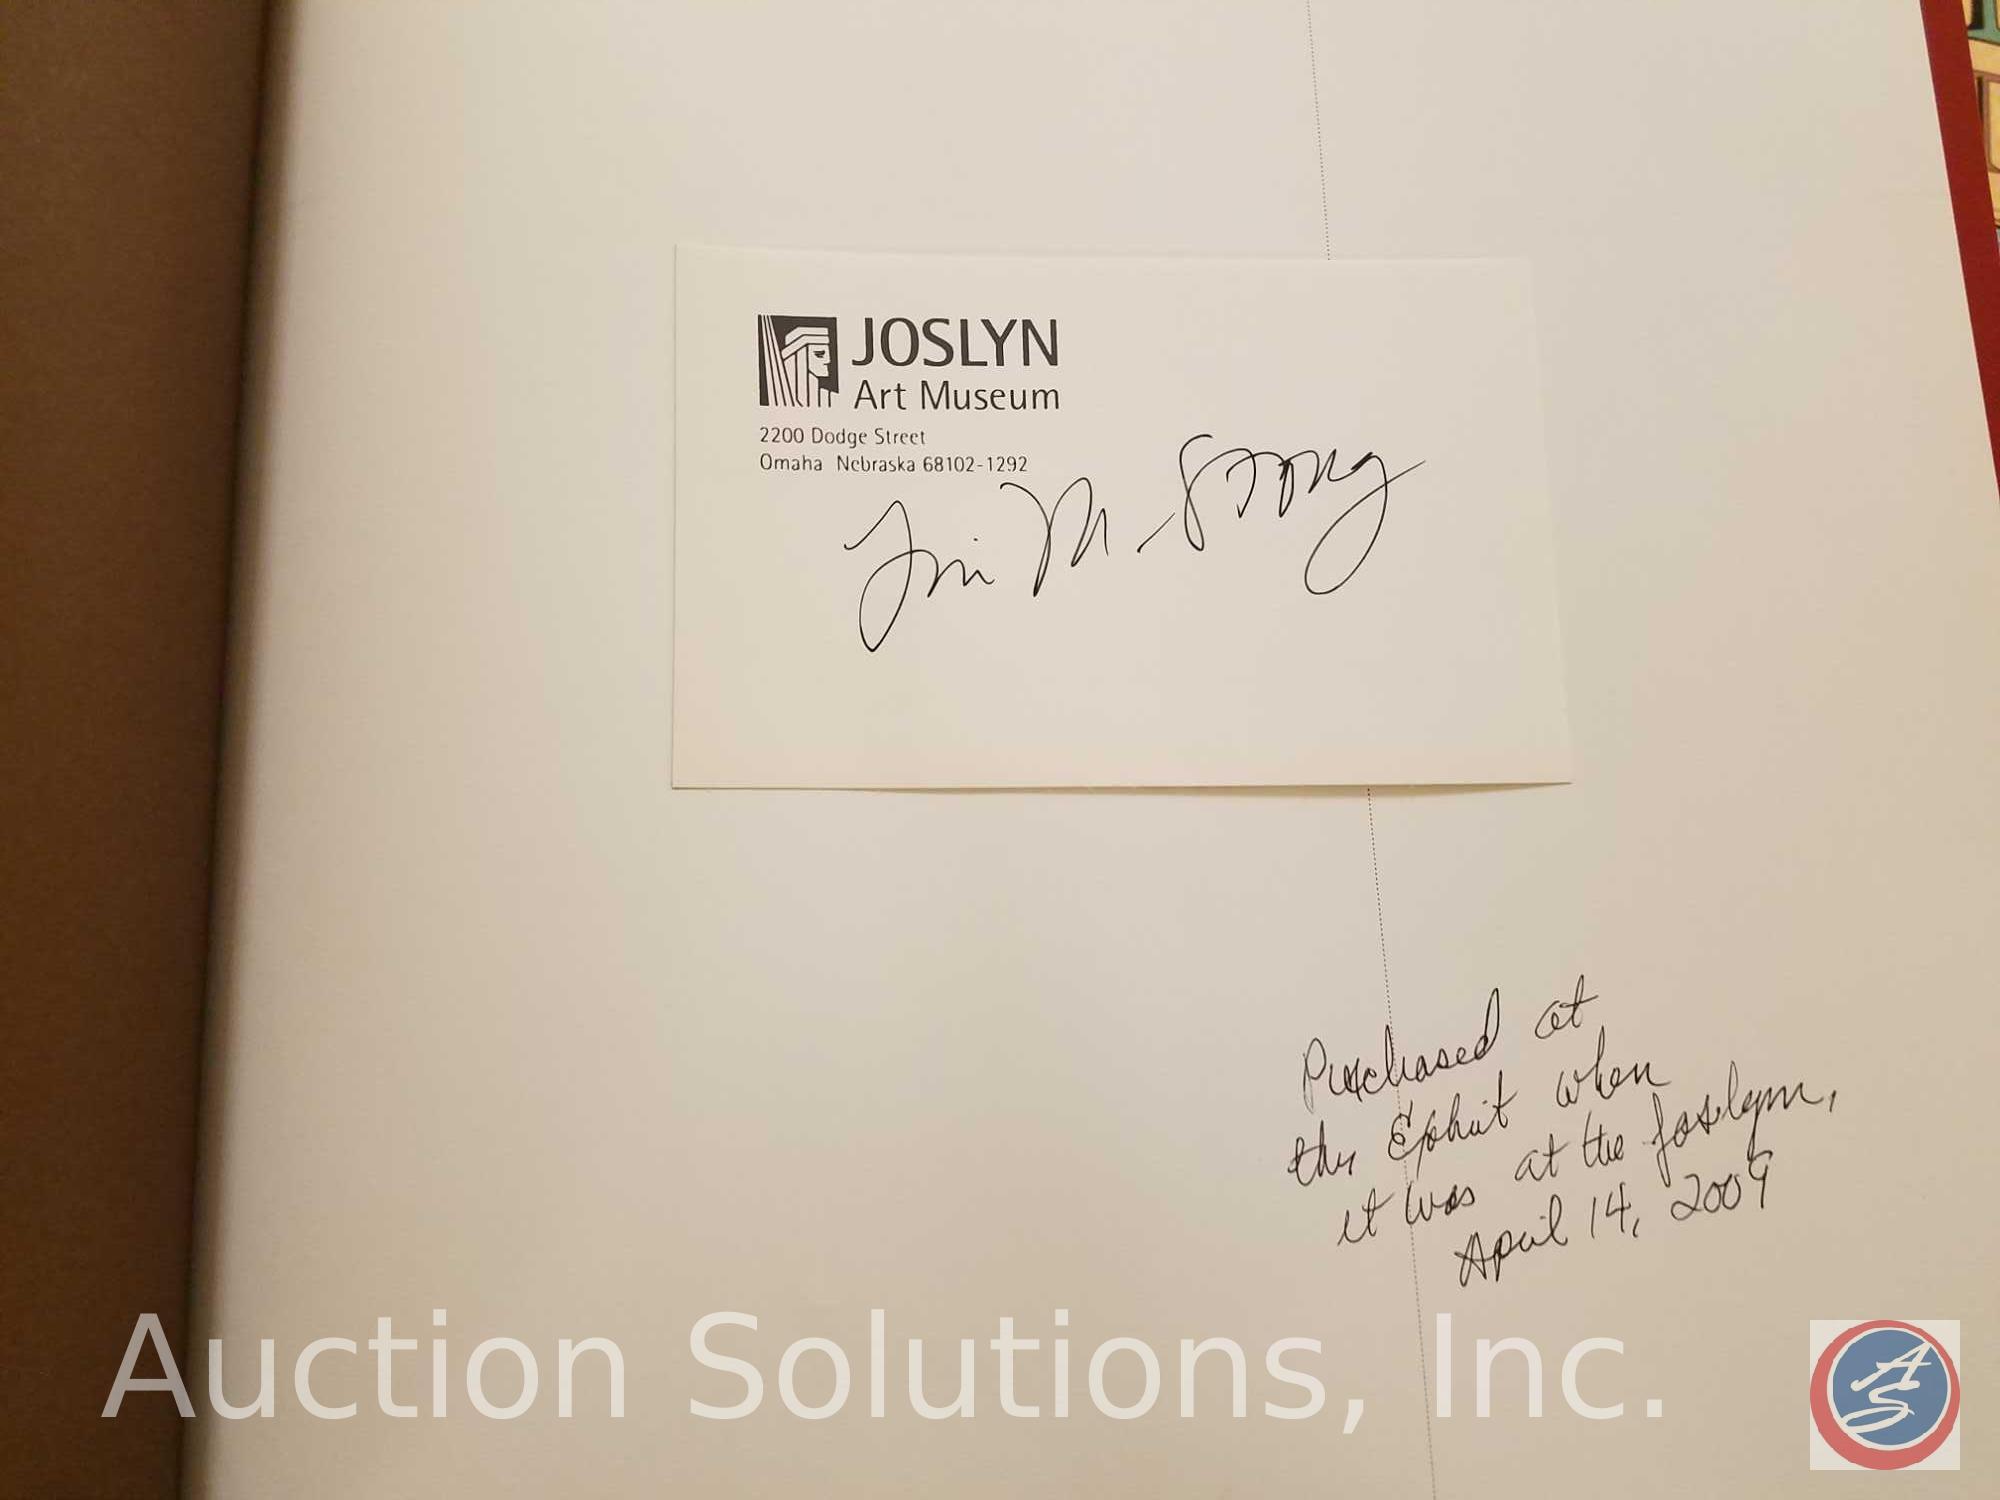 JOSLYN
Art Museum
2200 Dodge Street
Omaha Nebraska 68102-1292
Purchased at
the Exhibit when
it was at the Joslyn,
April 14, 2009
Auction Solutions, Inc.
AS